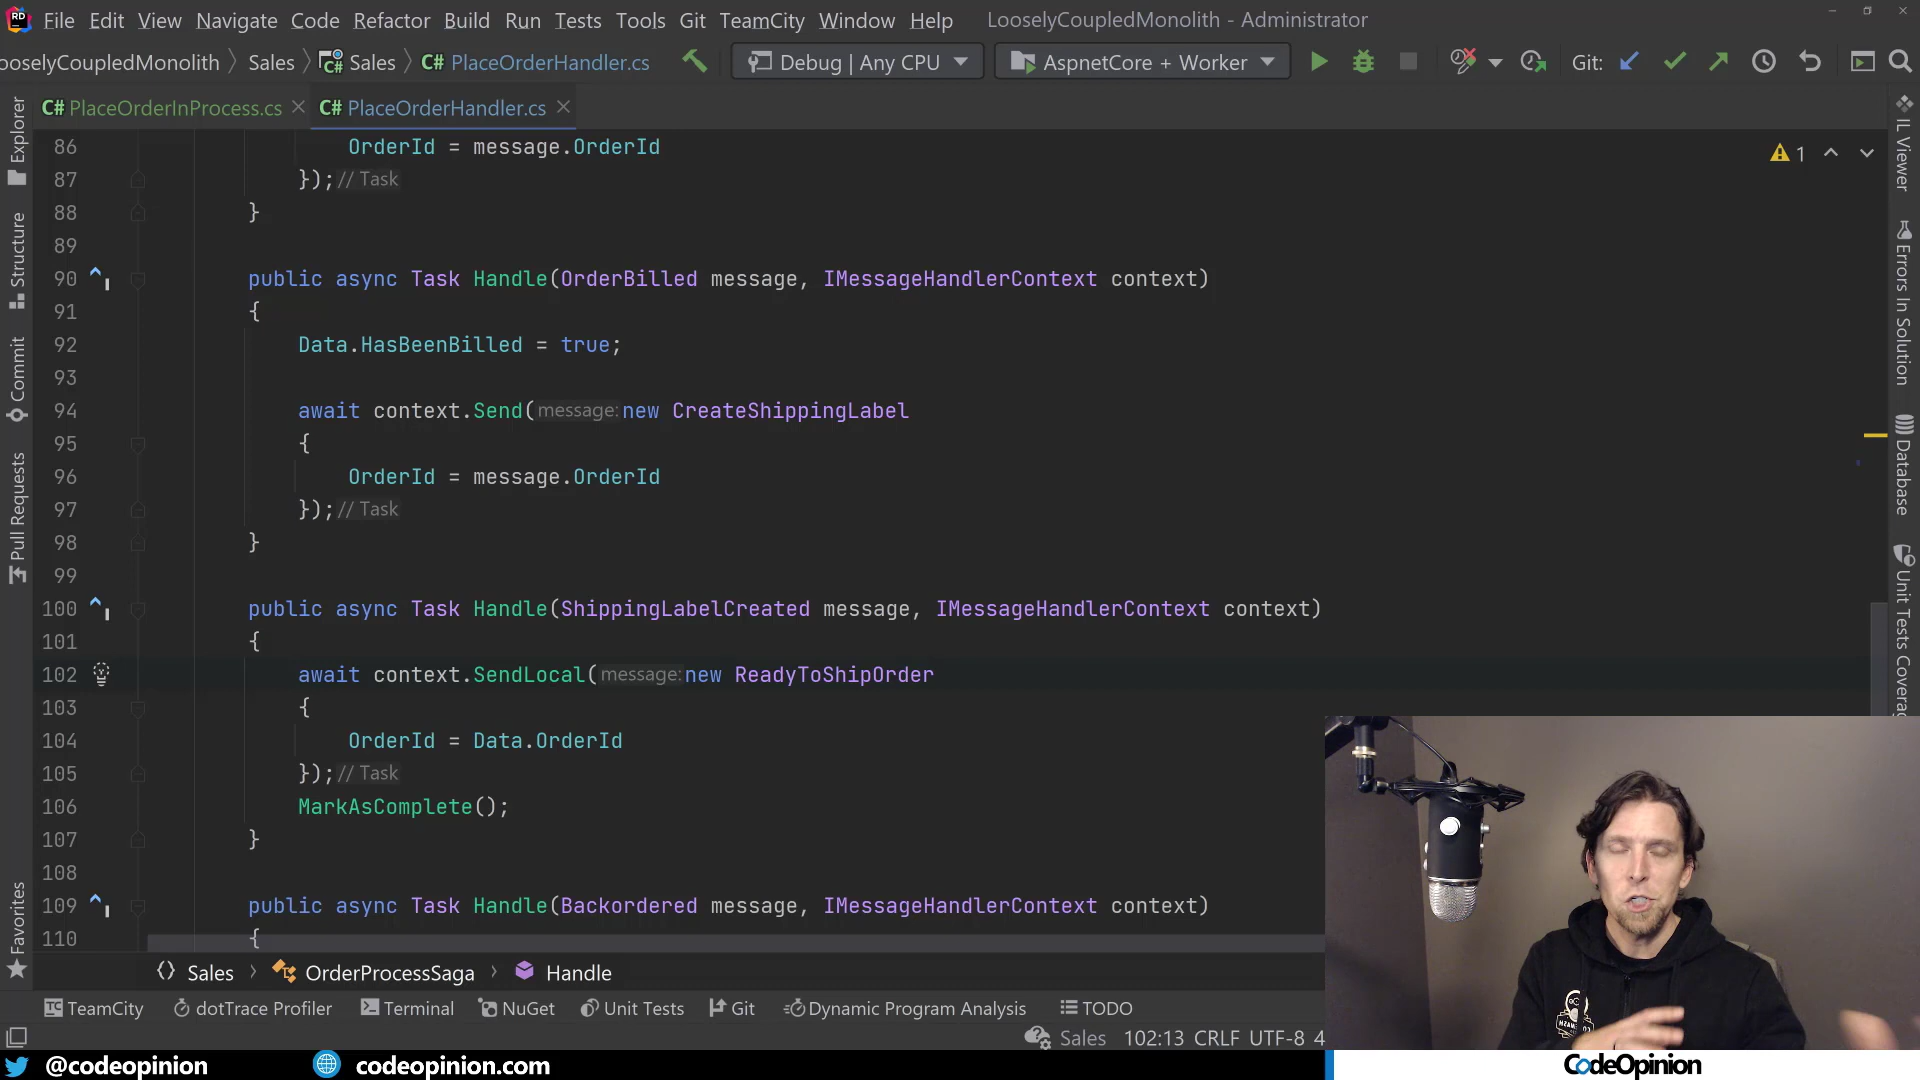 File Edit View Navigate Code Refactor Build Run Tests Tools Git TeamCity Window Help LooselyCoupledMonolith - Administrator
ooselyCoupledMonolith Sales Sales C# PlaceOrderHandler.cs Debug | Any CPU AspnetCore + Worker Git:
C# PlaceOrderInProcess.cs C# PlaceOrderHandler.cs
86 OrderId = message.OrderId
1
87 });// Task
88 }
89
90 public async Task Handle(OrderBilled message, IMessageHandlerContext context)
91 {
92 Data.HasBeenBilled = true;
93
94 await context.Send(message: new CreateShippingLabel
95 {
96 OrderId = message.OrderId
97 });// Task
98 }
99
100 public async Task Handle(ShippingLabelCreated message, IMessageHandlerContext context)
101 {
102 await context.SendLocal(message: new ReadyToShipOrder
103 {
104 OrderId = Data.OrderId
105 });// Task
106 MarkAsComplete();
107 }
108
109 public async Task Handle(Backordered message, IMessageHandlerContext context)
110 {
Explorer
Structure
Commit
Pull Requests
Favorites
IL Viewer
Errors In Solution
Database
Unit Tests Coverag
Sales OrderProcessSaga Handle
TeamCity dotTrace Profiler Terminal NuGet Unit Tests Git Dynamic Program Analysis TODO
Sales 102:13 CRLF UTF-8 4
@codeopinion codeopinion.com
CodeOpinion